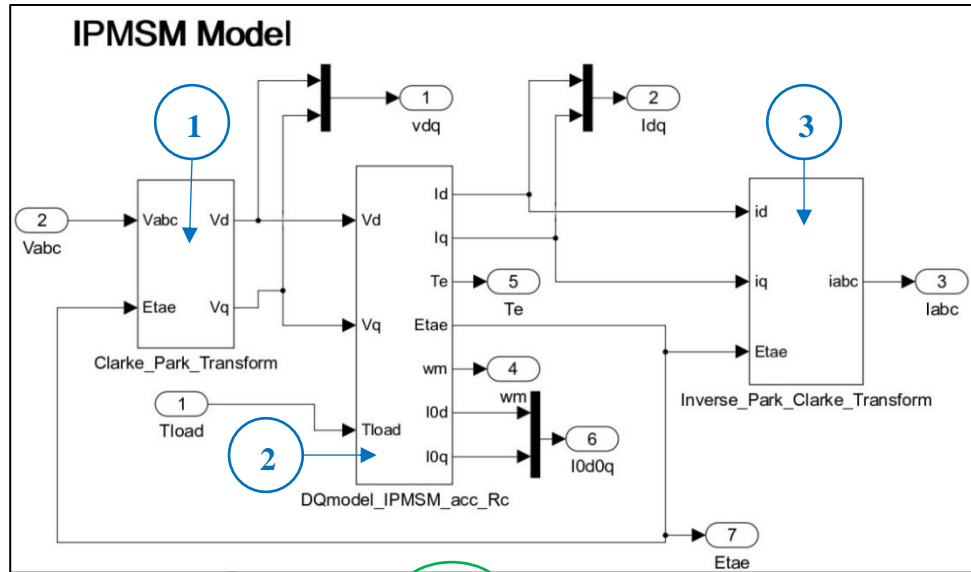 IPMSM Model
1
vdq
2
Idq
1
3
2
Vabc
Vabc
Vd
Etae
Vq
Clarke_Park_Transform
Vd
Vq
Tload
Id
Iq
Te
Etae
wm
I0d
I0q
DQmodel_IPMSM_acc_Rc
1
Tload
2
5
Te
4
wm
6
I0d0q
id
iq
Etae
iabc
Inverse_Park_Clarke_Transform
3
Iabc
7
Etae